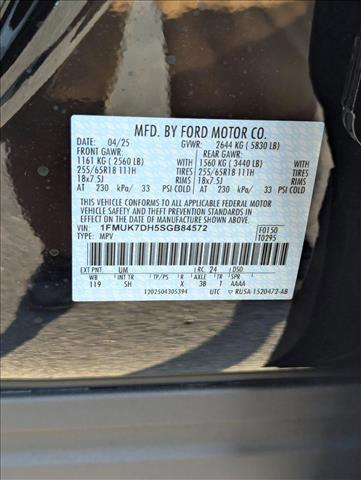 MFD. BY FORD MOTOR CO.
DATE: 04/25 GVWR: 2644 KG ( 5830 LB)
FRONT GAWR: REAR GAWR:
1161 KG ( 2560 LB) WITH 1560 KG ( 3440 LB) WITH
255/65R18 111H TIRES 255/65R18 111H TIRES
18x7.5J RIMS 18x7.5J RIMS
AT 230 kPa/ 33 PSI COLD AT 230 kPa/ 33 PSI COLD
THIS VEHICLE CONFORMS TO ALL APPLICABLE FEDERAL MOTOR
VEHICLE SAFETY AND THEFT PREVENTION STANDARDS IN EFFECT ON
THE DATE OF MANUFACTURE SHOWN ABOVE.
VIN: 1FMUK7DH5SGB84572 F0150
TYPE: MPV T0295
EXT PNT: UM RC: 24 DSO:
WB INT TR TP/PS R AXLE TR SPR
119 SH X 3B 1 AAAA
1202504305394 UTC RU5A-1520472-AB